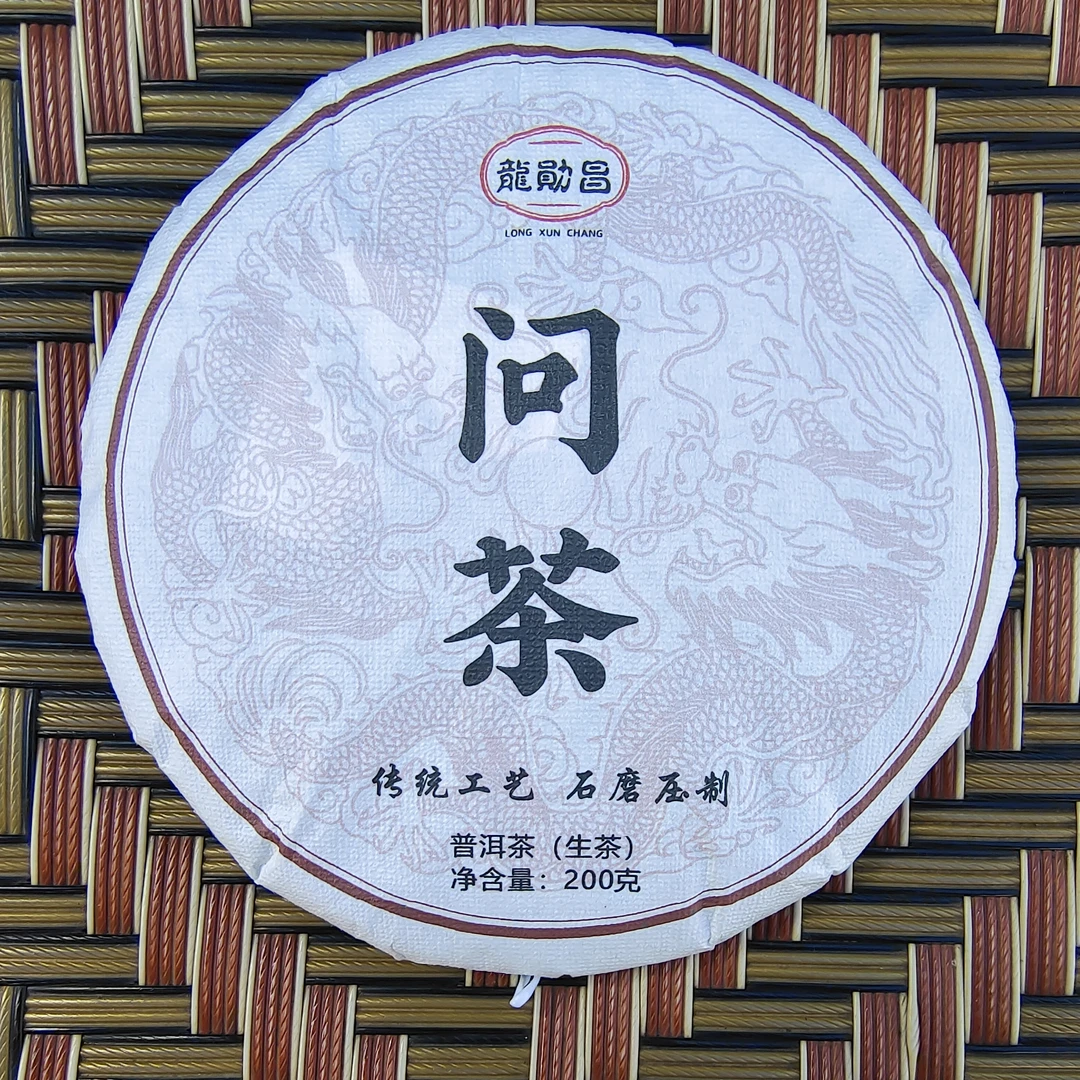 龍勛昌
LONG XUN CHANG
问
茶
传统工艺 石磨压制
普洱茶（生茶）
净含量：200克